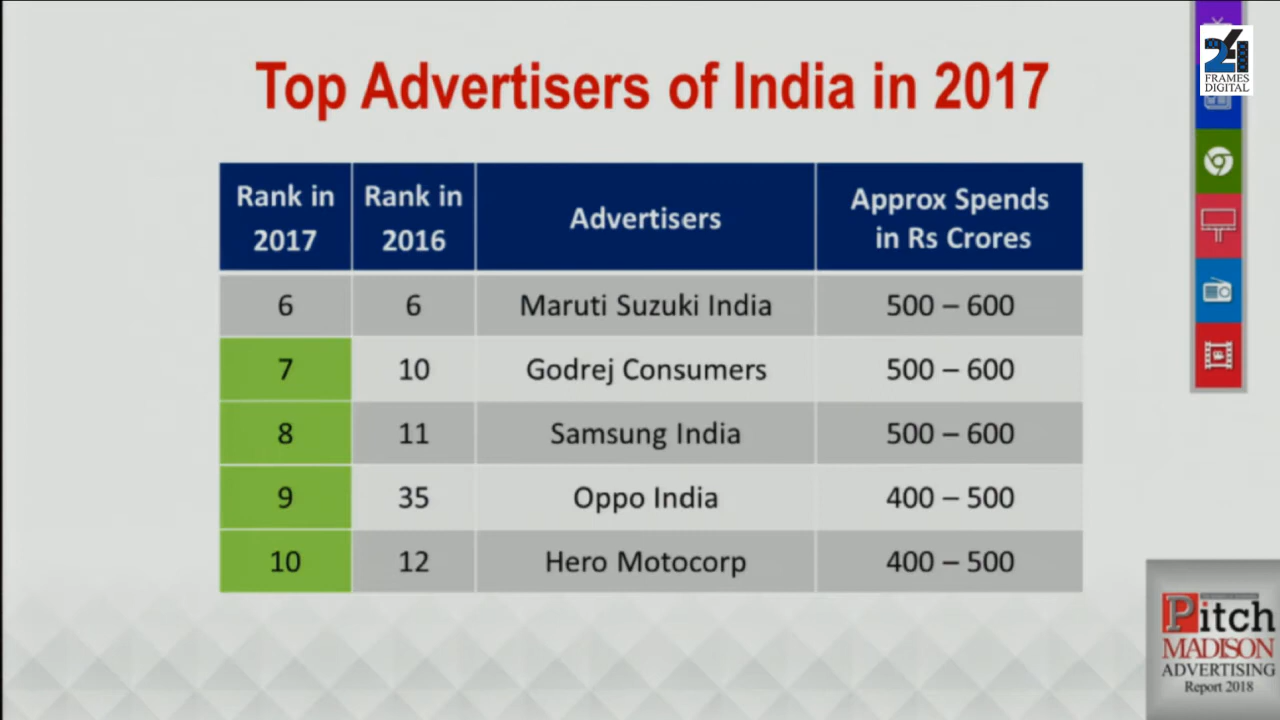 Top Advertisers of India in 2017
24
FRAMES
DIGITAL
Rank in 2017 Rank in 2016 Advertisers Approx Spends in Rs Crores
6 6 Maruti Suzuki India 500 – 600
7 10 Godrej Consumers 500 – 600
8 11 Samsung India 500 – 600
9 35 Oppo India 400 – 500
10 12 Hero Motocorp 400 – 500
Pitch
MADISON
ADVERTISING
Report 2018